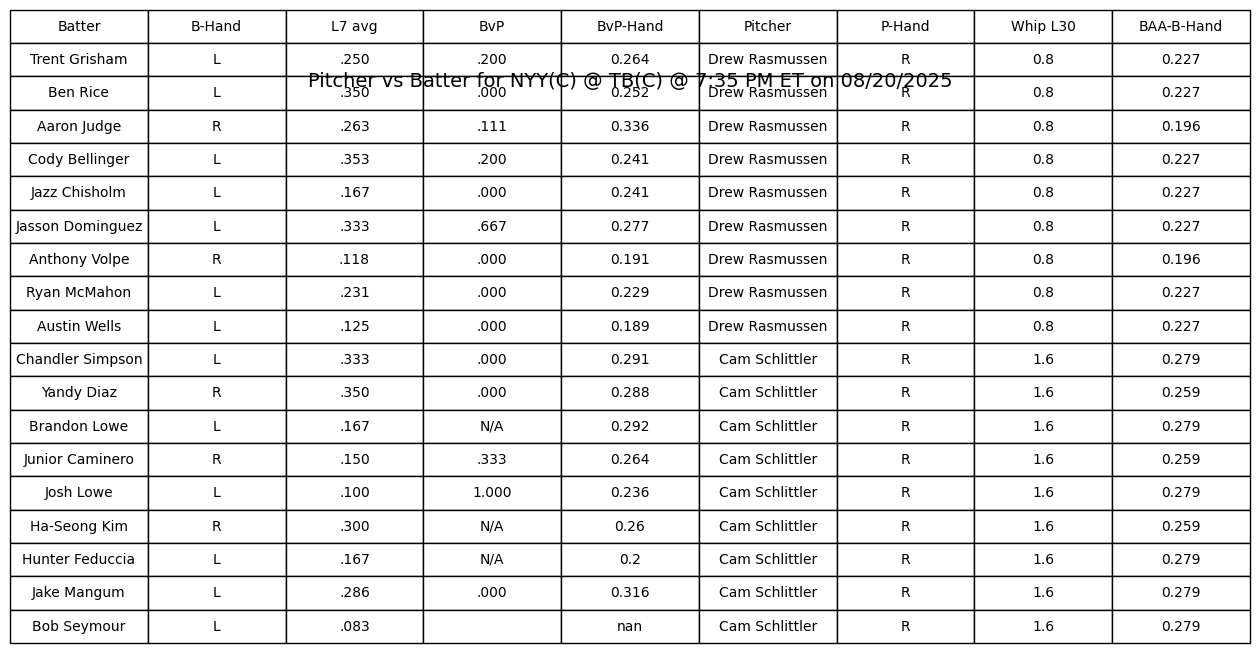 Batter B-Hand L7 avg BvP BvP-Hand Pitcher P-Hand Whip L30 BAA-B-Hand
Trent Grisham L .250 .200 0.264 Drew Rasmussen R 0.8 0.227
Pitcher vs Batter for NYY(C) @ TB(C) @ 7:35 PM ET on 08/20/2025
Ben Rice L .350 .000 0.252 Drew Rasmussen R 0.8 0.227
Aaron Judge R .263 .111 0.336 Drew Rasmussen R 0.8 0.196
Cody Bellinger L .353 .200 0.241 Drew Rasmussen R 0.8 0.227
Jazz Chisholm L .167 .000 0.241 Drew Rasmussen R 0.8 0.227
Jasson Dominguez L .333 .667 0.277 Drew Rasmussen R 0.8 0.227
Anthony Volpe R .118 .000 0.191 Drew Rasmussen R 0.8 0.196
Ryan McMahon L .231 .000 0.229 Drew Rasmussen R 0.8 0.227
Austin Wells L .125 .000 0.189 Drew Rasmussen R 0.8 0.227
Chandler Simpson L .333 .000 0.291 Cam Schlittler R 1.6 0.279
Yandy Diaz R .350 .000 0.288 Cam Schlittler R 1.6 0.259
Brandon Lowe L .167 N/A 0.292 Cam Schlittler R 1.6 0.279
Junior Caminero R .150 .333 0.264 Cam Schlittler R 1.6 0.259
Josh Lowe L .100 1.000 0.236 Cam Schlittler R 1.6 0.279
Ha-Seong Kim R .300 N/A 0.26 Cam Schlittler R 1.6 0.259
Hunter Feduccia L .167 N/A 0.2 Cam Schlittler R 1.6 0.279
Jake Mangum L .286 .000 0.316 Cam Schlittler R 1.6 0.279
Bob Seymour L .083 nan Cam Schlittler R 1.6 0.279